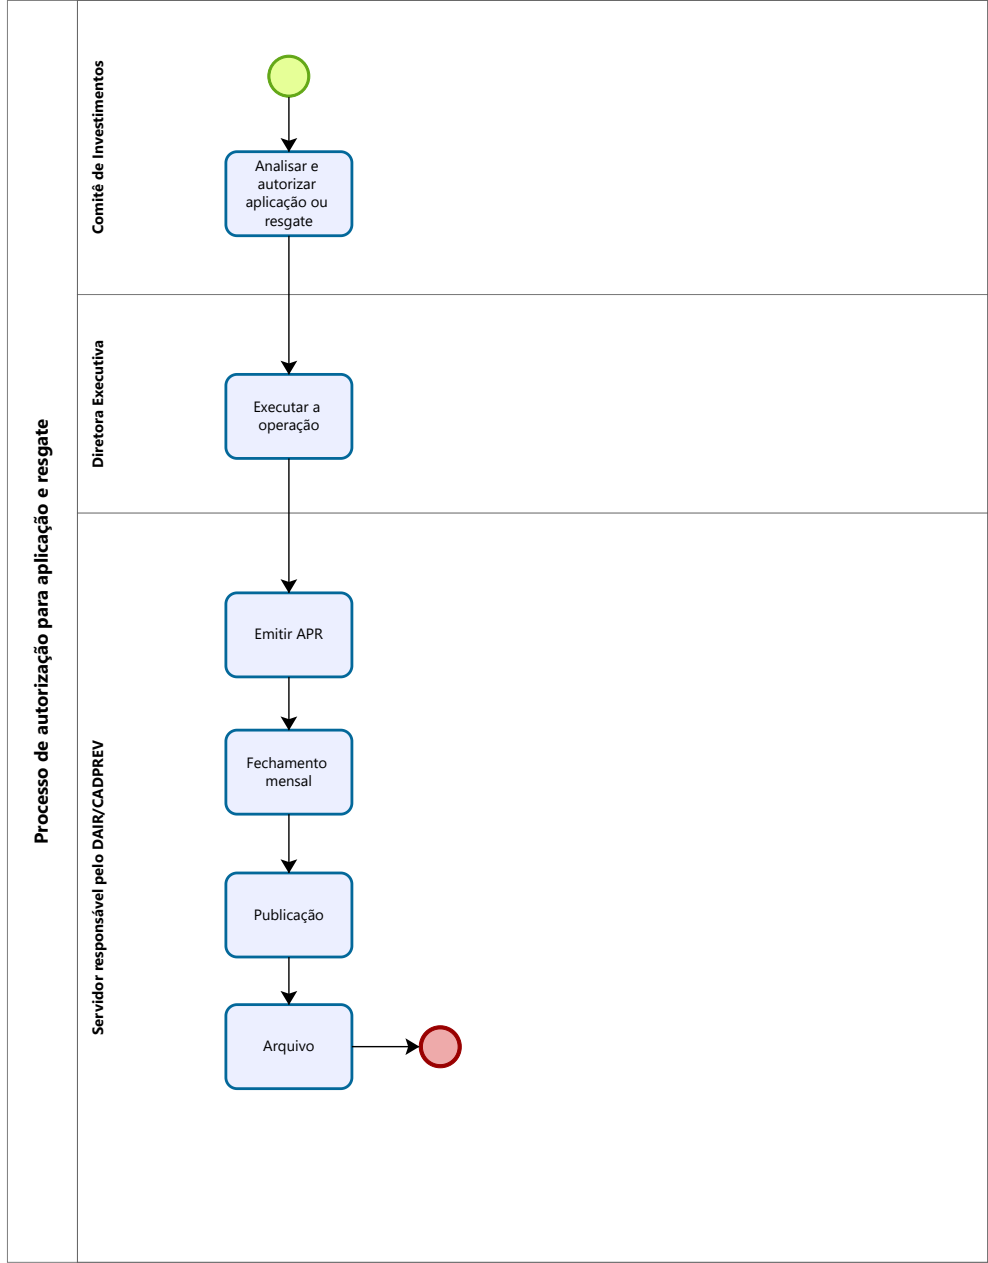 Processo de autorização para aplicação e resgate
Comitê de Investimentos
Analisar e
autorizar
aplicação ou
resgate
Diretora Executiva
Executar a
operação
Servidor responsável pelo DAIR/CADPREV
Emitir APR
Fechamento
mensal
Publicação
Arquivo